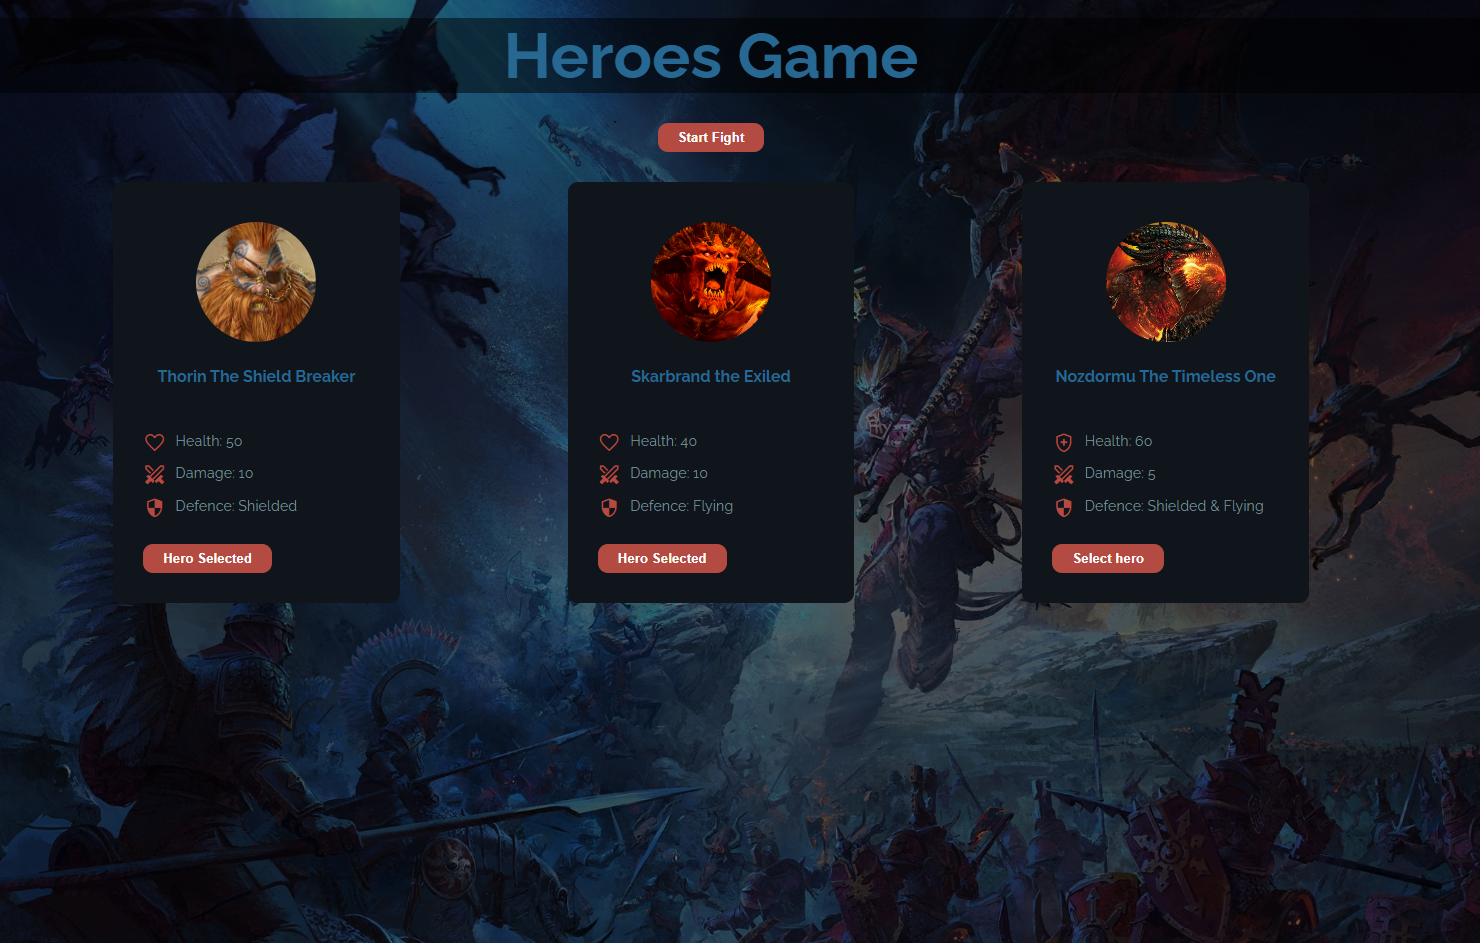 Heroes Game
Start Fight
Thorin The Shield Breaker
Health: 50
Damage: 10
Defence: Shielded
Hero Selected
Skarbrand the Exiled
Health: 40
Damage: 10
Defence: Flying
Hero Selected
Nozdormu The Timeless One
Health: 60
Damage: 5
Defence: Shielded & Flying
Select hero